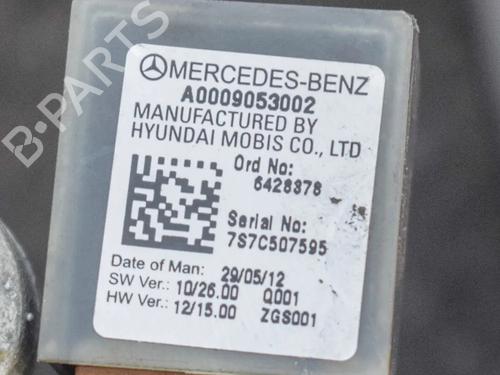 B-PARTS
MERCEDES-BENZ
A0009053002
MANUFACTURED BY
HYUNDAI MOBIS CO., LTD
Ord No:
6428378
Serial No:
7S7C507595
Date of Man: 29/05/12
SW Ver.: 10/26.00 Q001
HW Ver.: 12/15.00 ZGS001